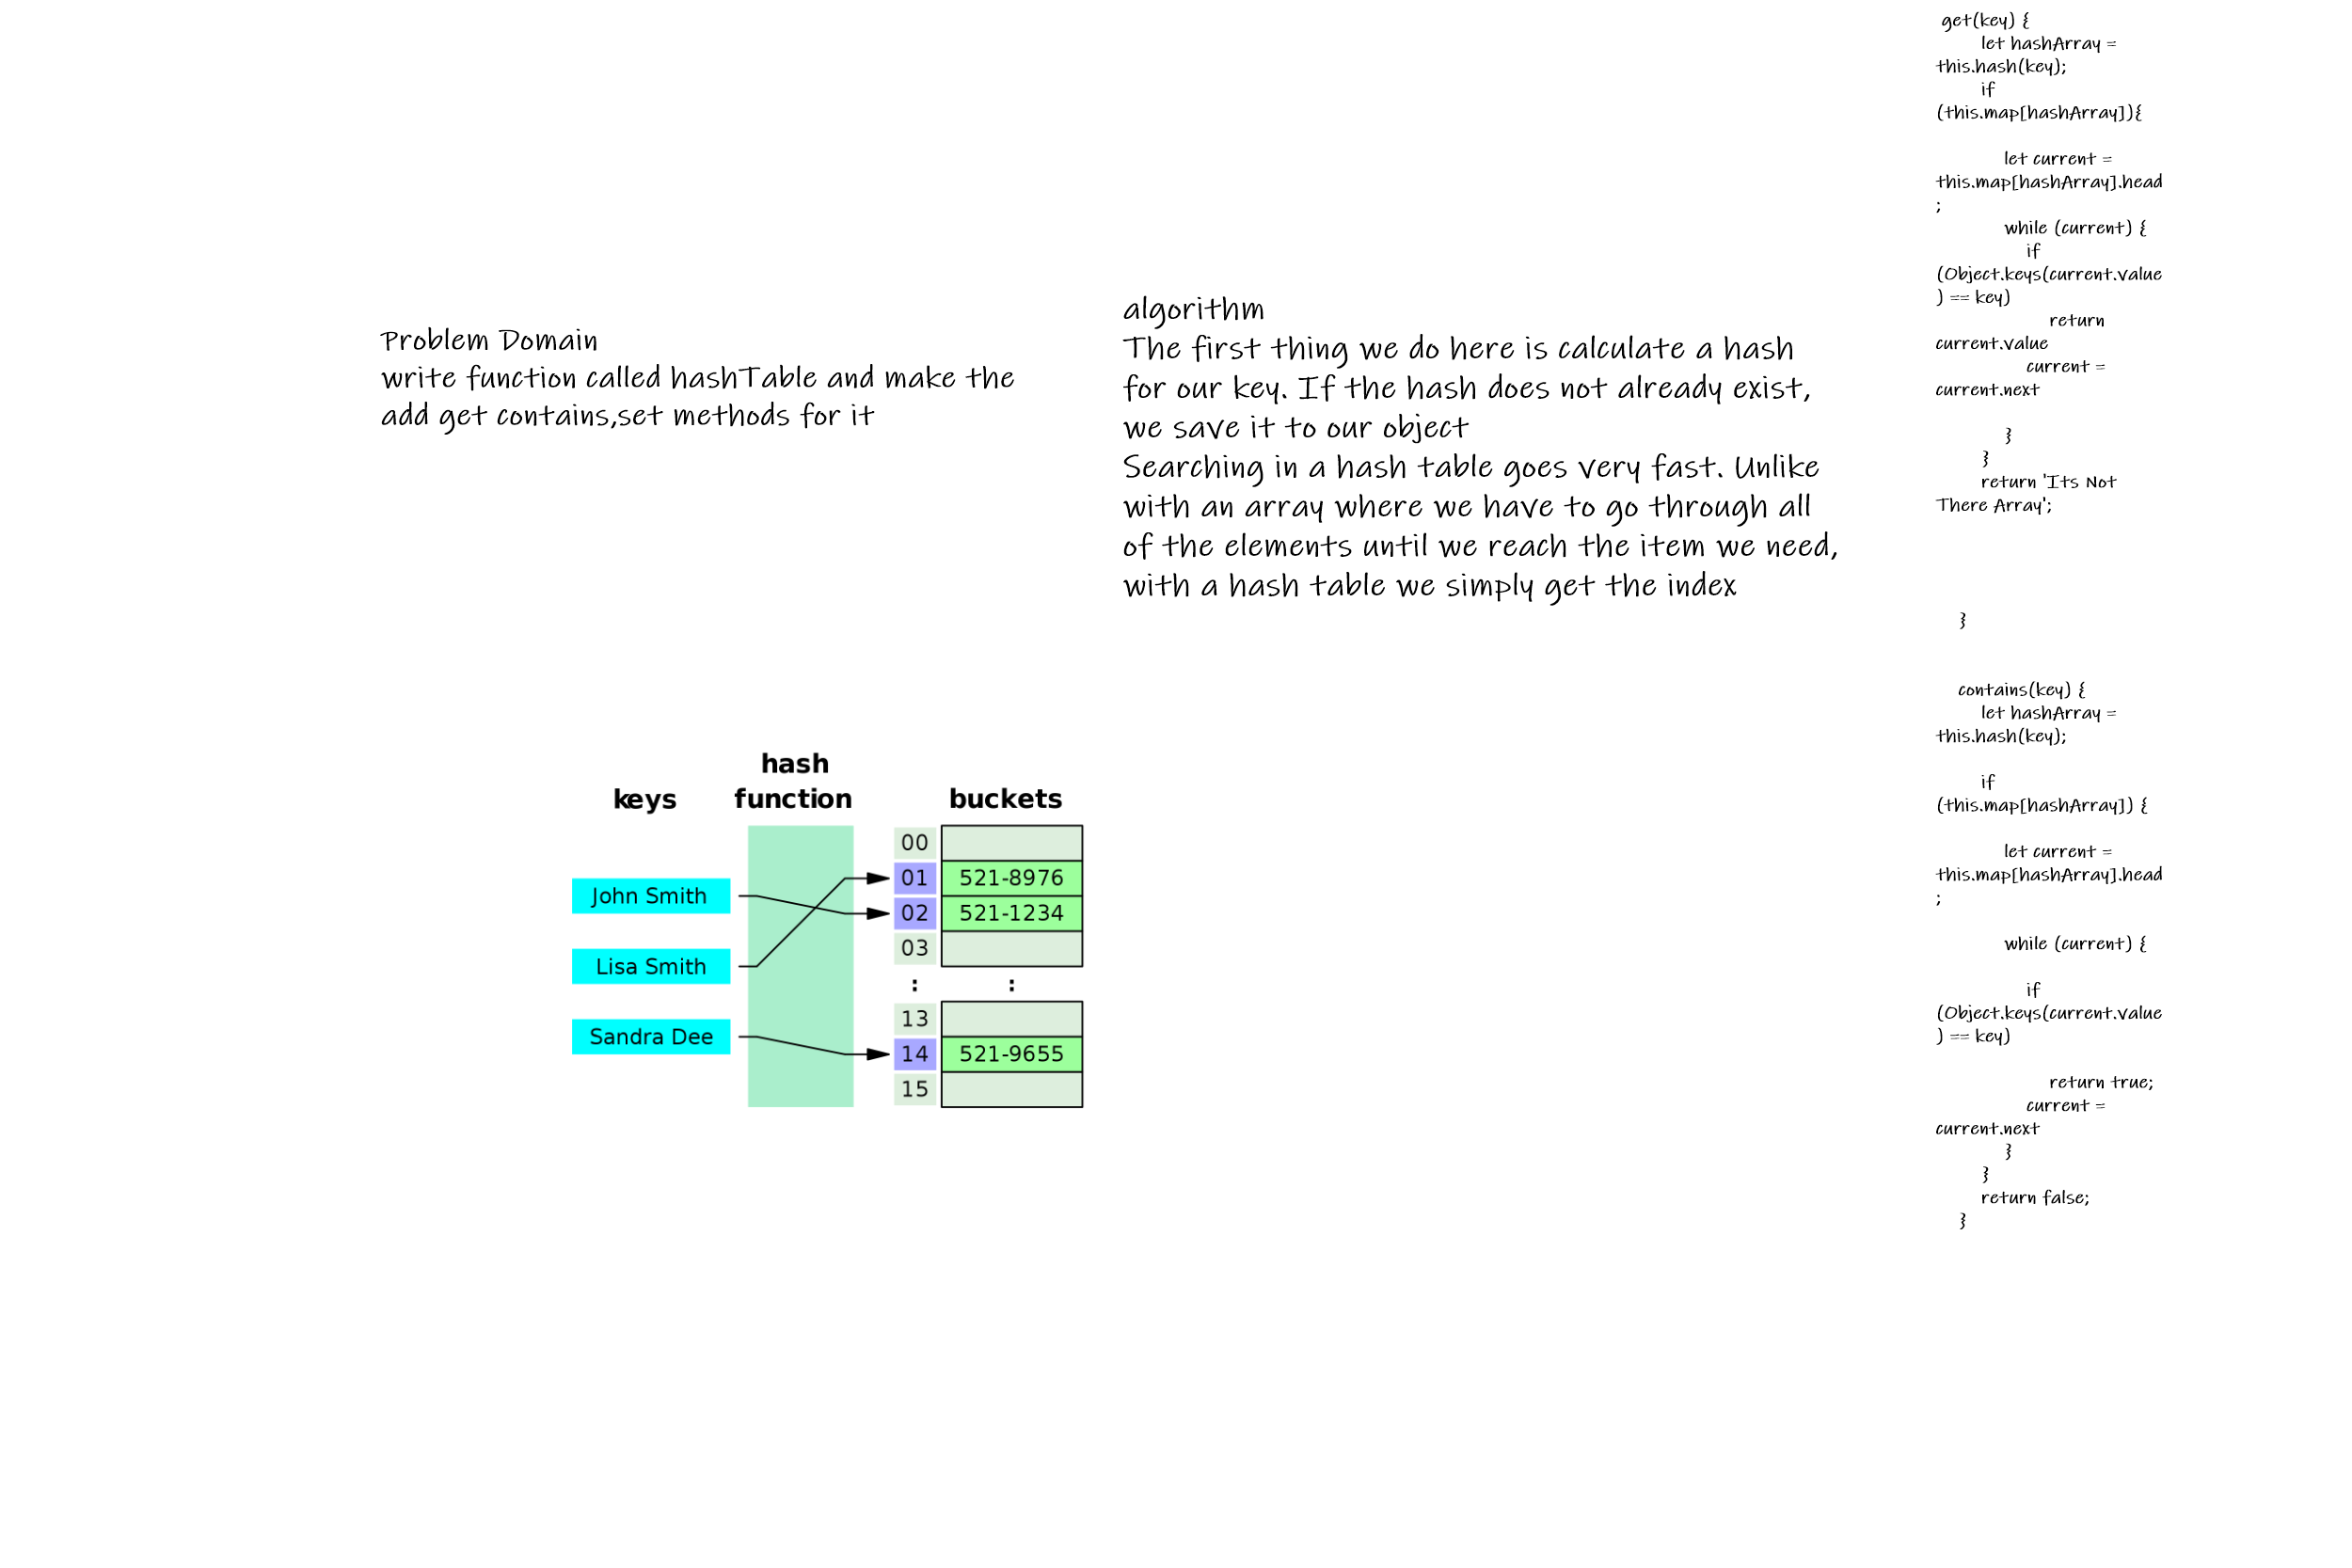 Problem Domain
write function called hashTable and make the
add get contains,set methods for it
algorithm
The first thing we do here is calculate a hash
for our key. If the hash does not already exist,
we save it to our object
Searching in a hash table goes very fast. Unlike
with an array where we have to go through all
of the elements until we reach the item we need,
with a hash table we simply get the index
keys
hash
function
buckets
John Smith
Lisa Smith
Sandra Dee
00
01 521-8976
02 521-1234
03
: :
13
14 521-9655
15
get(key) {
let hashArray =
this.hash(key);
if
(this.map[hashArray]){
let current =
this.map[hashArray].head
;
while (current) {
if
(Object.keys(current.value
) == key)
return
current.value
current =
current.next
}
}
return 'Its Not
There Array';
}
contains(key) {
let hashArray =
this.hash(key);
if
(this.map[hashArray]) {
let current =
this.map[hashArray].head
;
while (current) {
if
(Object.keys(current.value
) == key)
return true;
current =
current.next
}
}
return false;
}